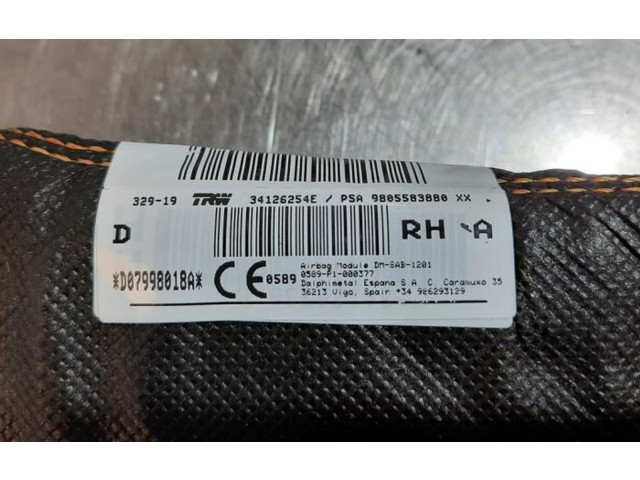 329-19 TRW 34126254E / PSA 9805583880 XX
D RH A
*D07998018A* CE 0589
Airbag Module DM-SAB-1201
0589-P1-000377
Dalphimetal Espana S.A. C. Caramuxo 35
36213 Vigo, Spain +34 986293129